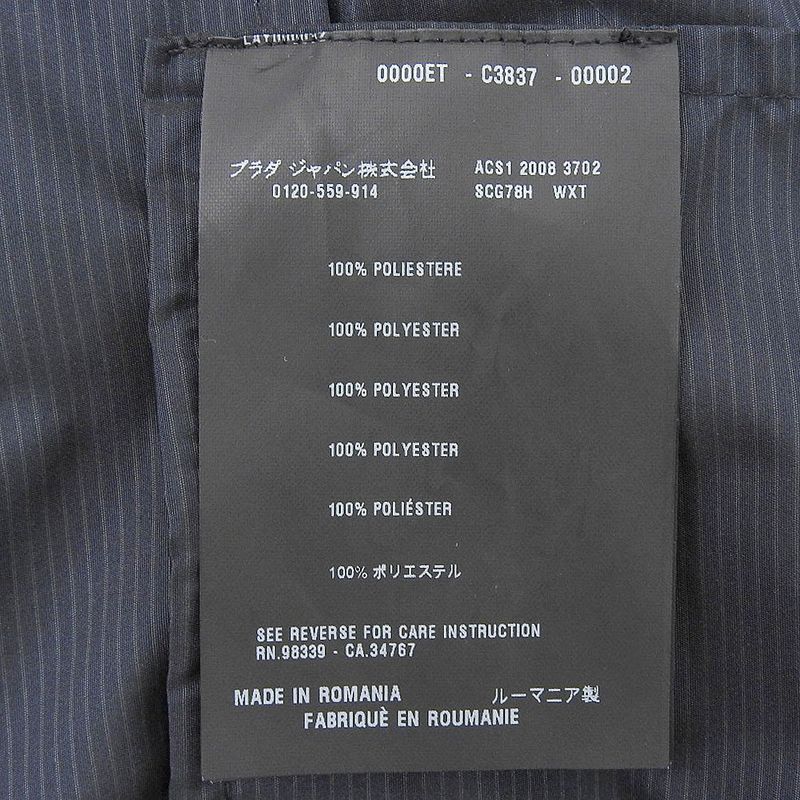 0000ET - C3837 - 00002
プラダ ジャパン株式会社 ACS1 2008 3702
0120-559-914 SCG78H WXT
100% POLIESTERE
100% POLYESTER
100% POLYESTER
100% POLYESTER
100% POLIÉSTER
100% ポリエステル
SEE REVERSE FOR CARE INSTRUCTION
RN.98339 - CA.34767
MADE IN ROMANIA ルーマニア製
FABRIQUÈ EN ROUMANIE